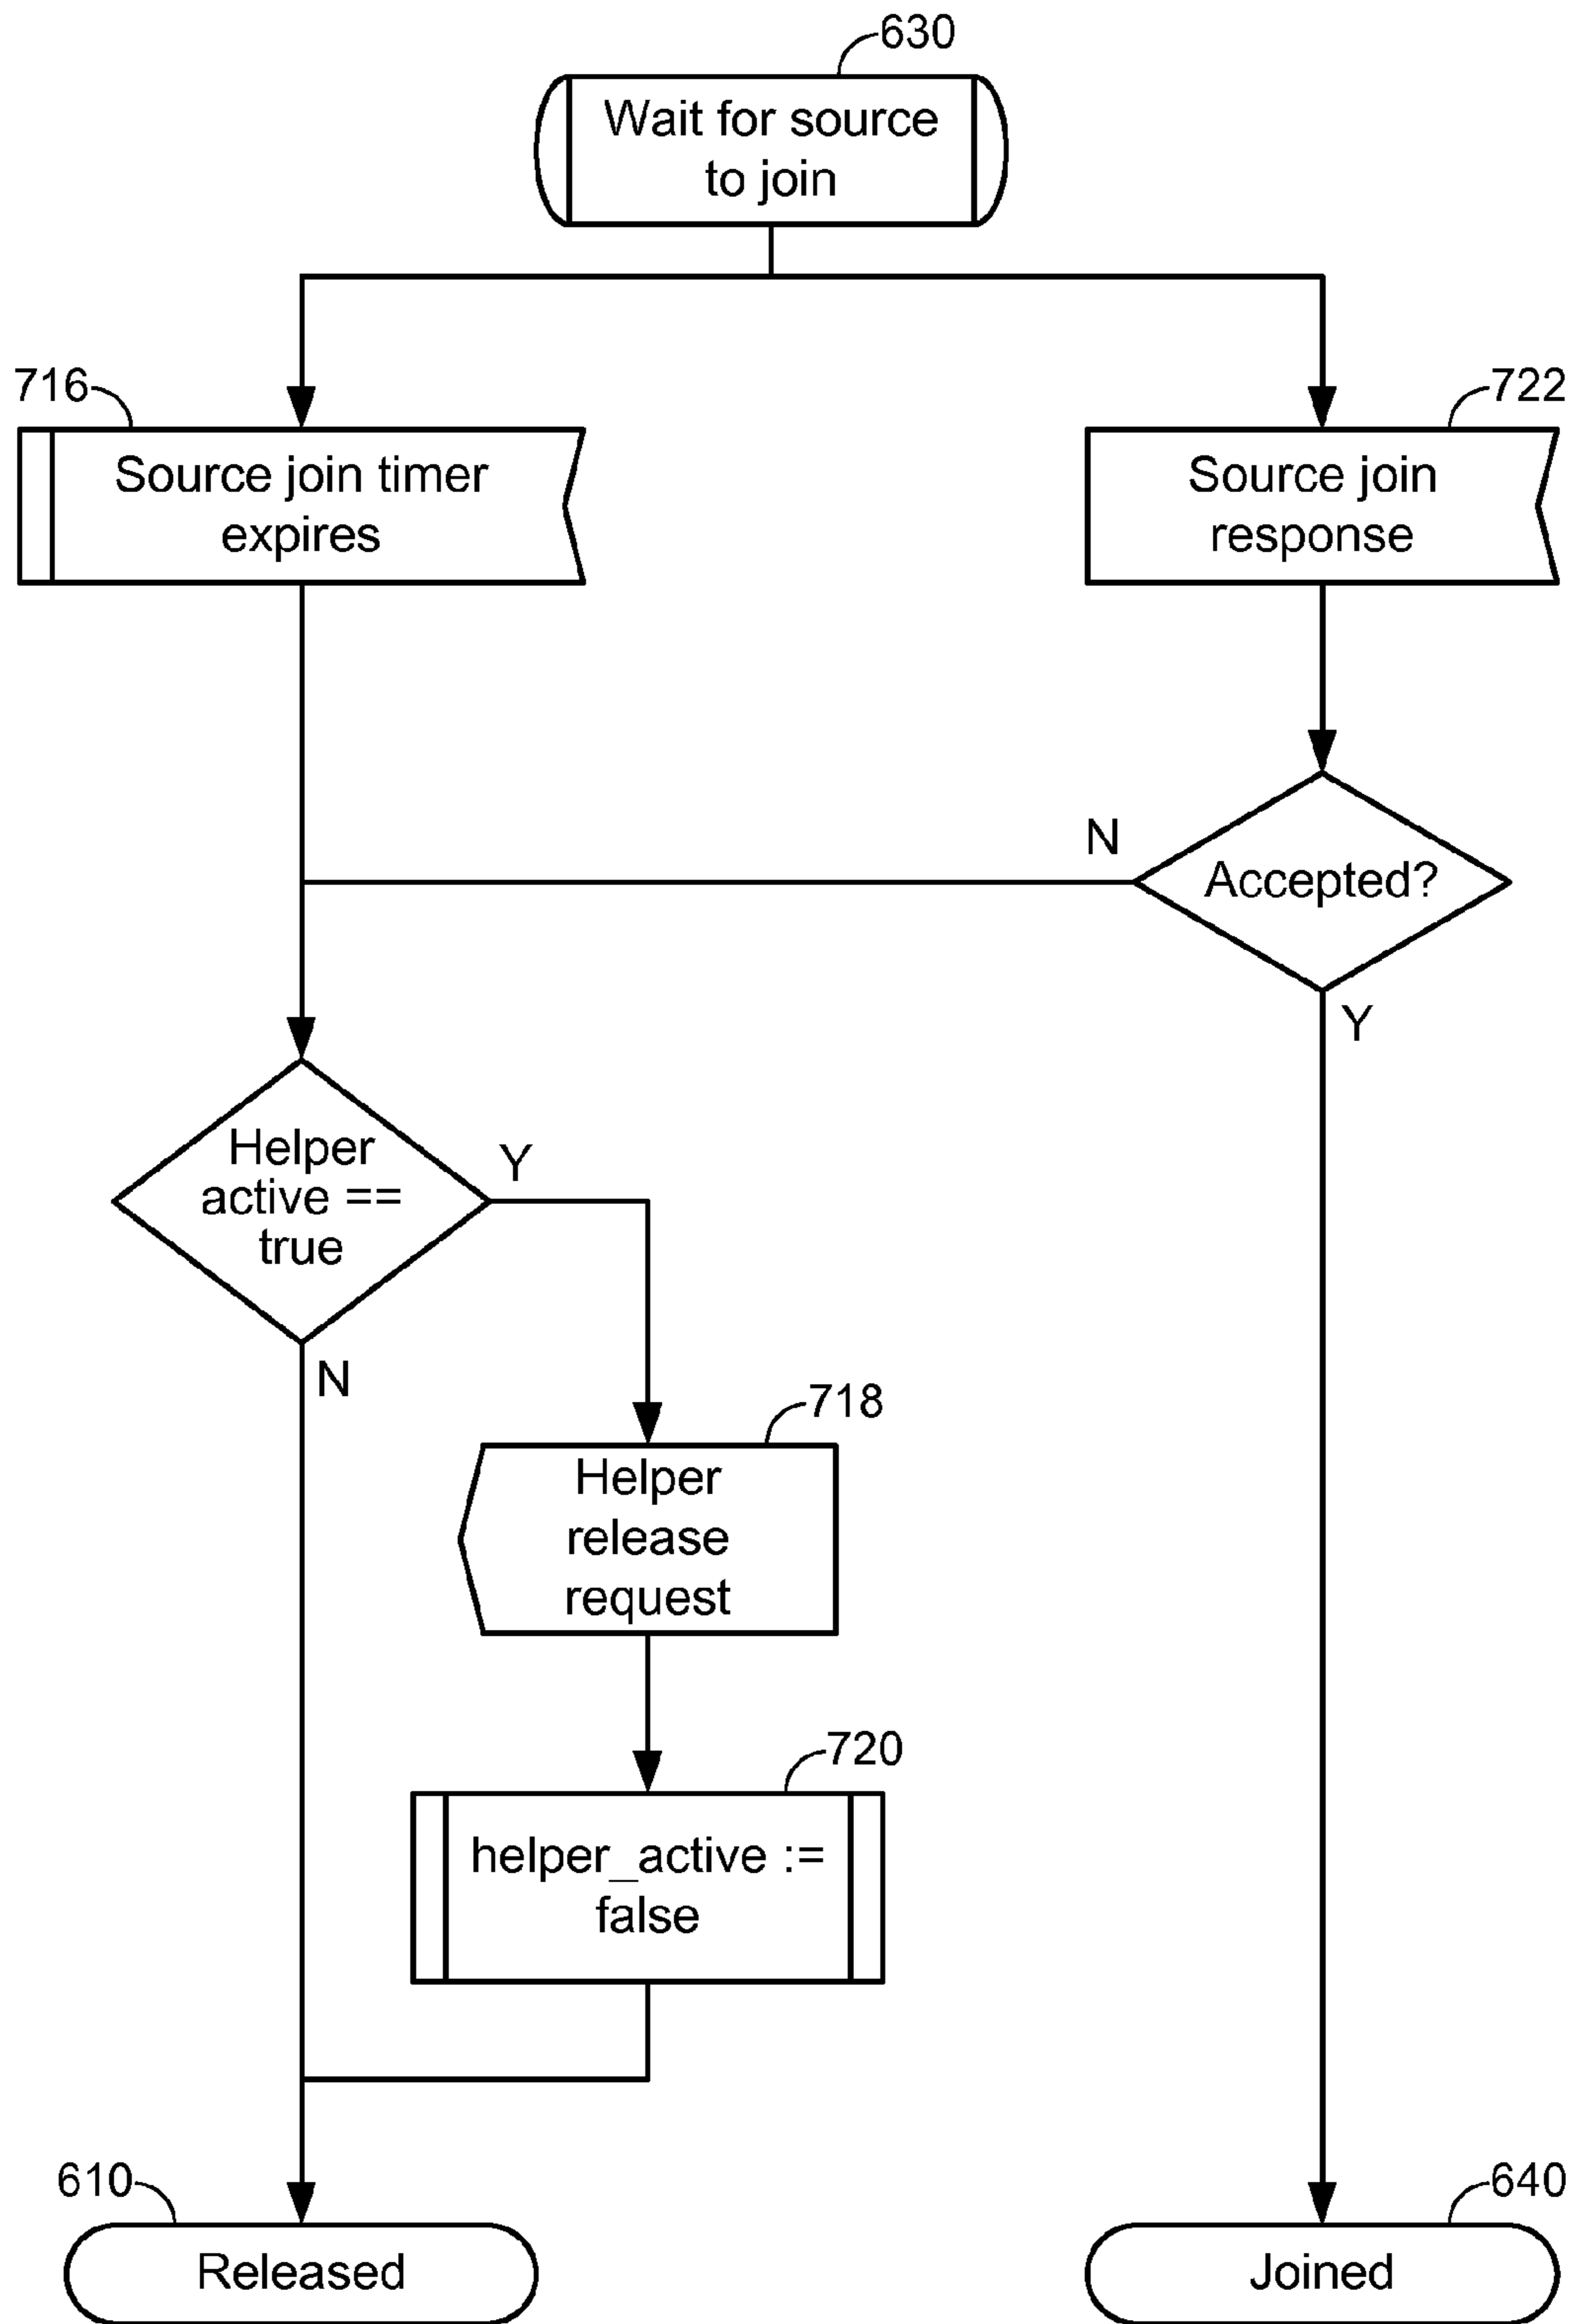 630
Wait for source
to join
716
Source join timer
expires
722
Source join
response
N
Accepted?
Y
Helper
active ==
true
Y
N
718
Helper
release
request
720
helper_active :=
false
610
Released
640
Joined